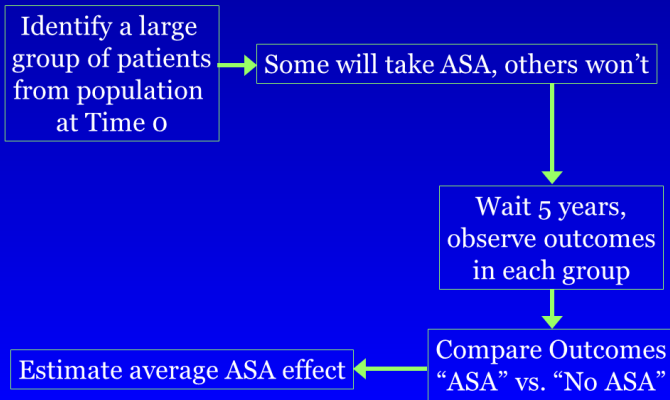 Identify a large
group of patients
from population
at Time 0
Some will take ASA, others won’t
Wait 5 years,
observe outcomes
in each group
Compare Outcomes
“ASA” vs. “No ASA”
Estimate average ASA effect